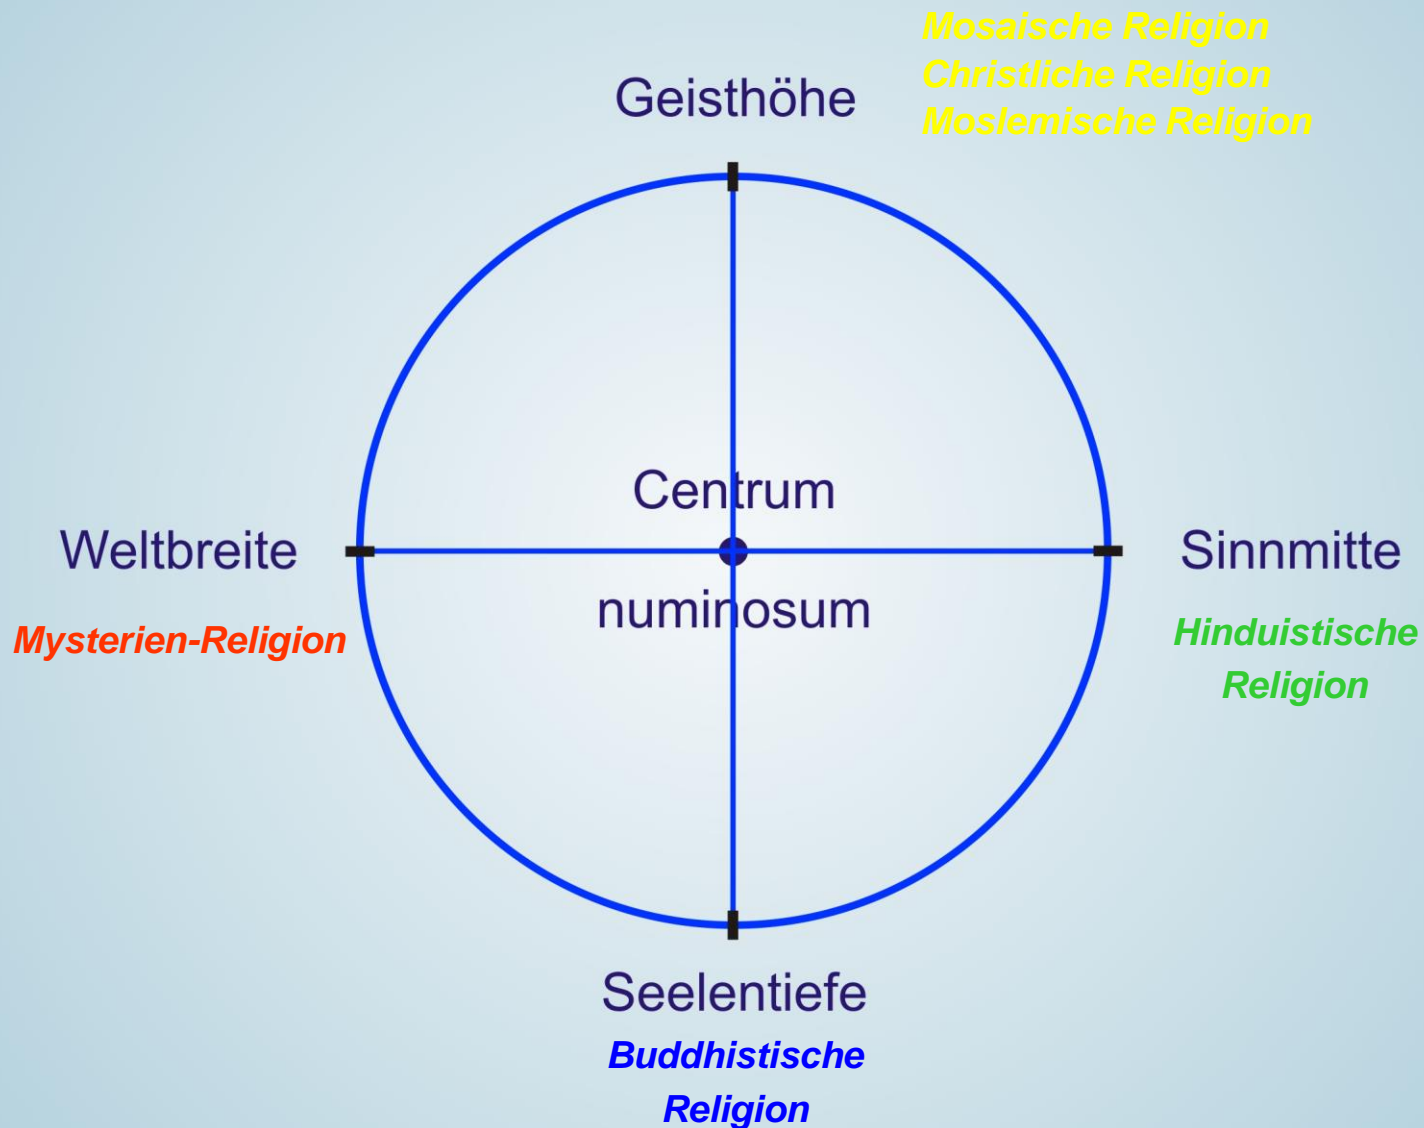 Mosaische Religion
Christliche Religion
Moslemische Religion
Geisthöhe
Centrum
Weltbreite
Sinnmitte
numinosum
Mysterien-Religion
Hinduistische
Religion
Seelentiefe
Buddhistische
Religion